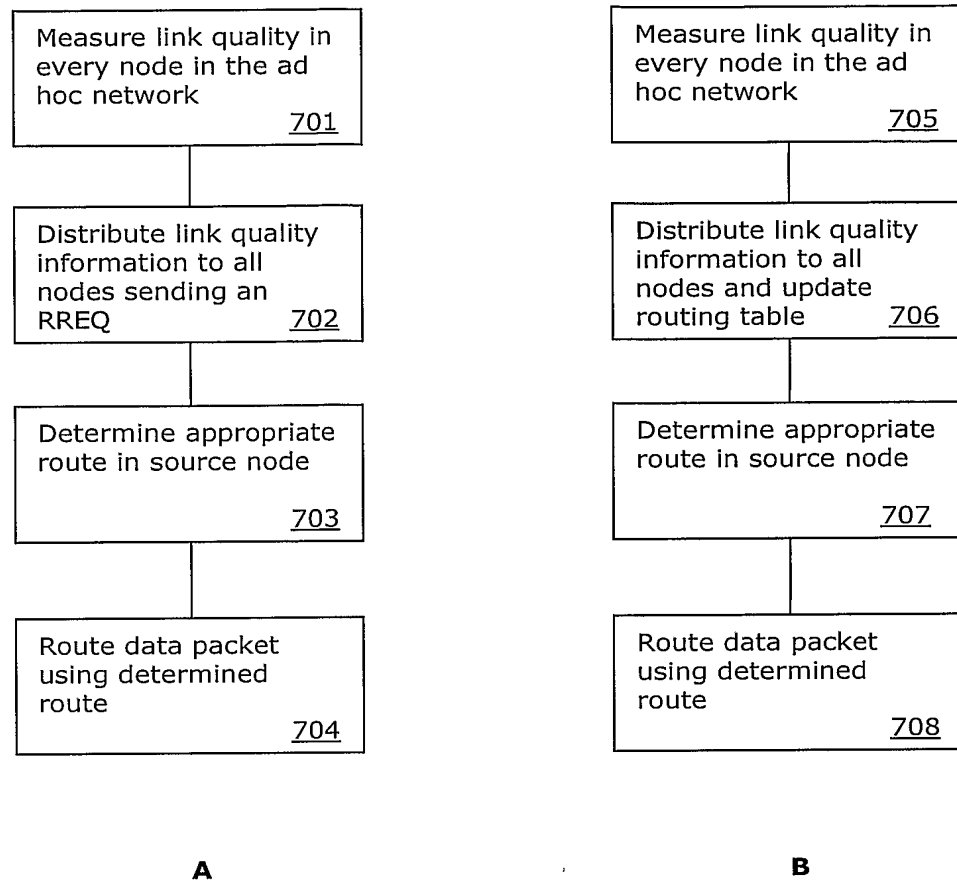 Measure link quality in
every node in the ad
hoc network
701
Distribute link quality
information to all
nodes sending an
RREQ 702
Determine appropriate
route in source node
703
Route data packet
using determined
route
704
A
Measure link quality in
every node in the ad
hoc network
705
Distribute link quality
information to all
nodes and update
routing table 706
Determine appropriate
route in source node
707
Route data packet
using determined
route
708
B